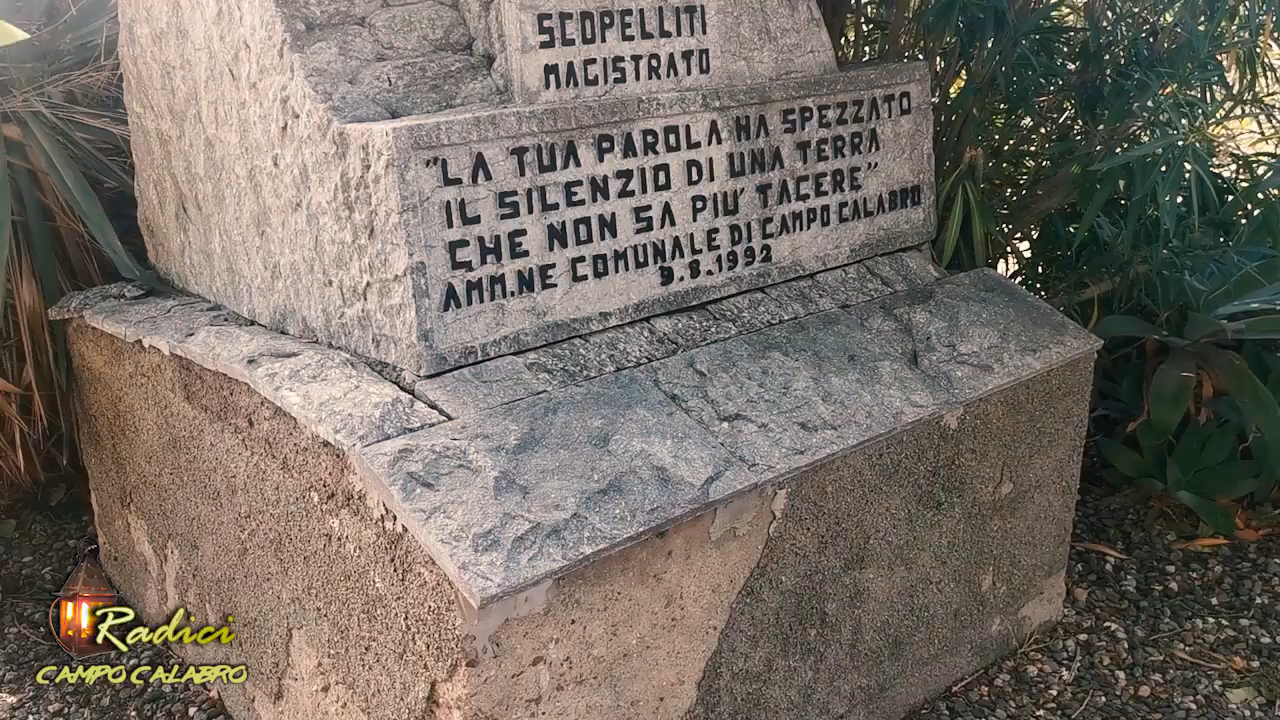 SCOPELLITI
MAGISTRATO
"LA TUA PAROLA HA SPEZZATO
IL SILENZIO DI UNA TERRA
CHE NON SA PIU' TACERE"
AMM.NE COMUNALE DI CAMPO CALABRO
9.8.1992
Radici
CAMPO CALABRO